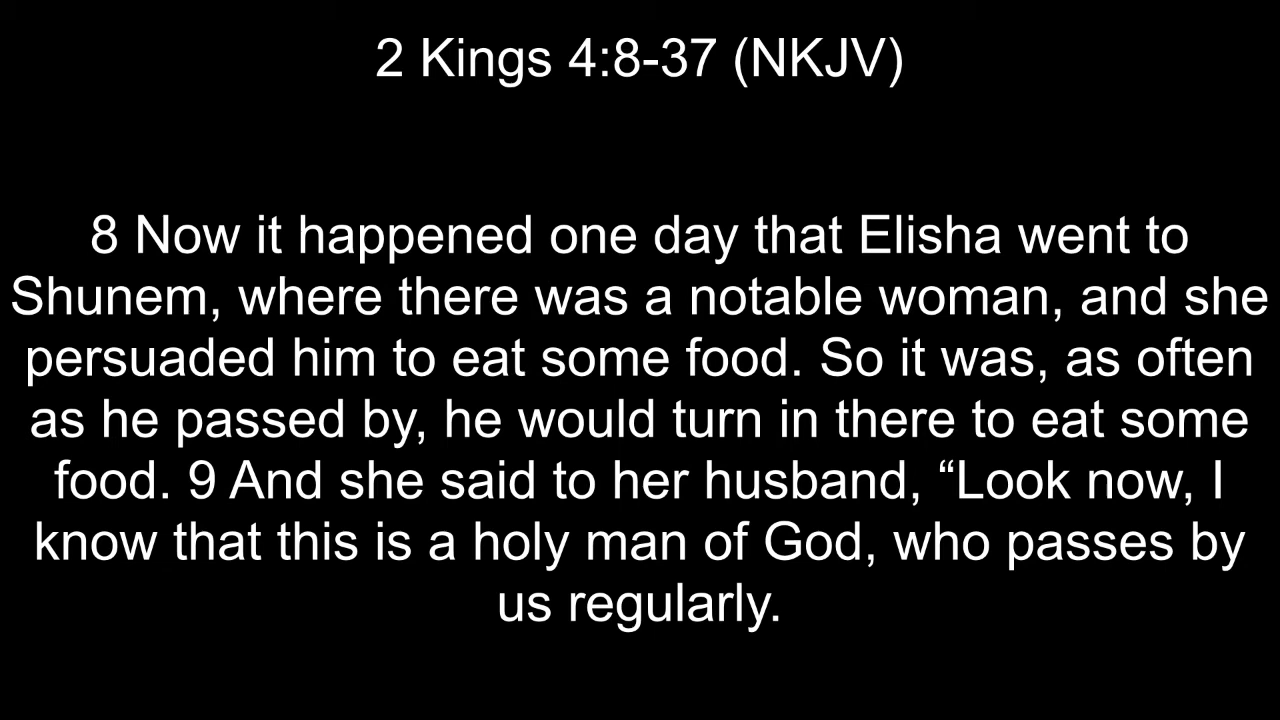 2 Kings 4:8-37 (NKJV)
8 Now it happened one day that Elisha went to
Shunem, where there was a notable woman, and she
persuaded him to eat some food. So it was, as often
as he passed by, he would turn in there to eat some
food. 9 And she said to her husband, “Look now, I
know that this is a holy man of God, who passes by
us regularly.